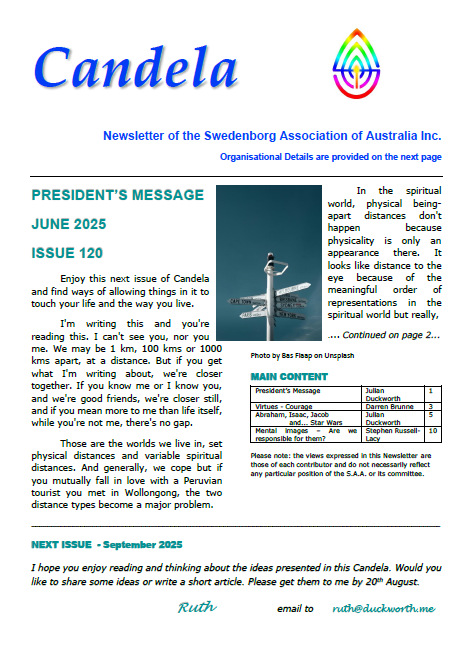 Candela
Newsletter of the Swedenborg Association of Australia Inc.
Organisational Details are provided on the next page
PRESIDENT'S MESSAGE
JUNE 2025
ISSUE 120
Enjoy this next issue of Candela
and find ways of allowing things in it to
touch your life and the way you live.
I'm writing this and you're
reading this. I can't see you, nor you
me. We may be 1 km, 100 kms or 1000
kms apart, at a distance. But if you get
what I'm writing about, we're closer
together. If you know me or I know you,
and we're good friends, we're closer still,
and if you mean more to me than life itself,
while you're not me, there's no gap.
Those are the worlds we live in, set
physical distances and variable spiritual
distances. And generally, we cope but if
you mutually fall in love with a Peruvian
tourist you met in Wollongong, the two
distance types become a major problem.
CAPE TOWN
NEW YORK
In the spiritual
world, physical being-
apart distances don't
happen because
physicality is only an
appearance there. It
looks like distance to the
eye because of the
meaningful order of
representations in the
spiritual world but really,
.... Continued on page 2...
Photo by Bas Flaap on Unsplash
MAIN CONTENT
President's Message Julian Duckworth 1
Virtues - Courage Darren Brunne 3
Abraham, Isaac, Jacob and... Star Wars Julian Duckworth 5
Mental Images – Are we responsible for them? Stephen Russell-Lacy 10
Please note: the views expressed in this Newsletter are
those of each contributor and do not necessarily reflect
any particular position of the S.A.A. or its committee.
NEXT ISSUE - September 2025
I hope you enjoy reading and thinking about the ideas presented in this Candela. Would you
like to share some ideas or write a short article. Please get them to me by 20th August.
Ruth email to ruth@duckworth.me